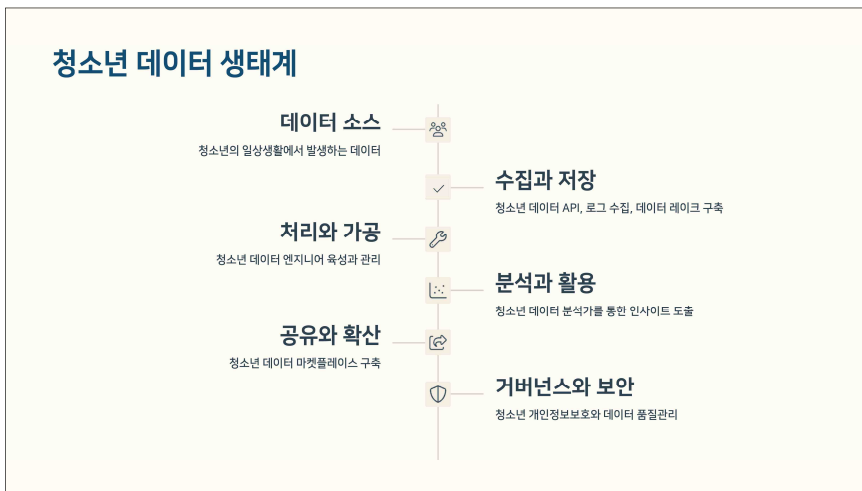 청소년 데이터 생태계
데이터 소스
청소년의 일상생활에서 발생하는 데이터
수집과 저장
청소년 데이터 API, 로그 수집, 데이터 레이크 구축
처리와 가공
청소년 데이터 엔지니어 육성과 관리
분석과 활용
청소년 데이터 분석가를 통한 인사이트 도출
공유와 확산
청소년 데이터 마켓플레이스 구축
거버넌스와 보안
청소년 개인정보보호와 데이터 품질관리